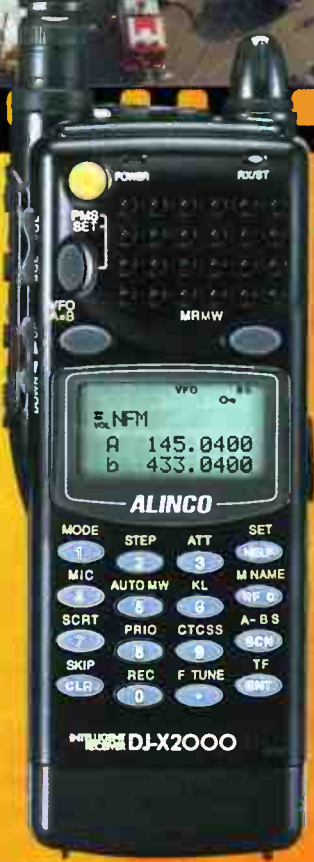 POWER RX/ST
PMS
SET
VFO
MR MW
VFO
NFM
A 145.0400
b 433.0400
ALINCO
MODE STEP ATT SET
1 2 3
MIC AUTO MW KL M NAME
4 5 6
SCRT PRIO CTCSS A-B S
7 8 9 SCN
SKIP REC F TUNE TF
CLR 0 . ENT
INTELLIGENT
RECEIVER DJ-X2000